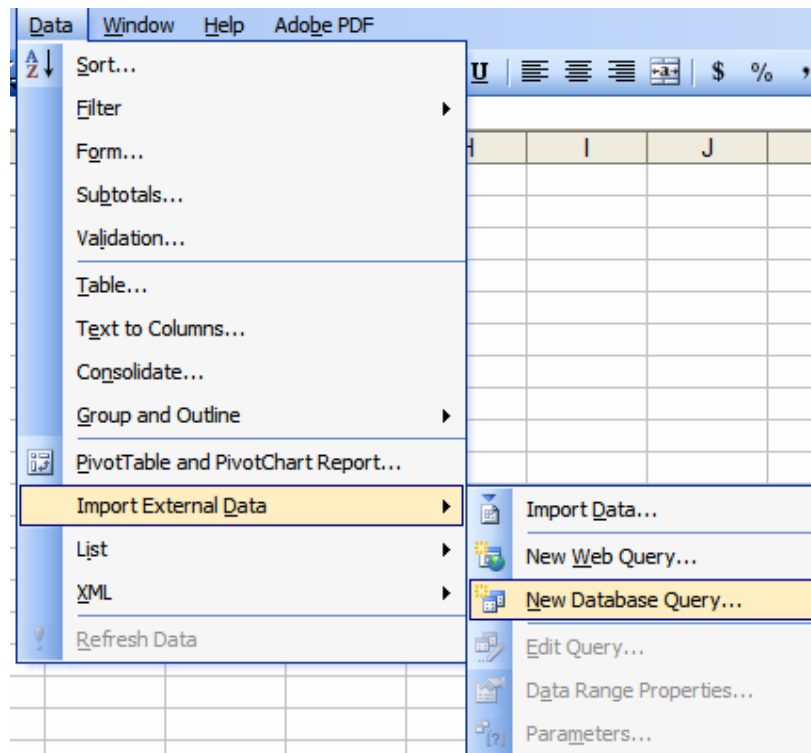 Data Window Help Adobe PDF
A Z Sort... U $ % ,
Filter
Form... H I J
Subtotals...
Validation...
Table...
Text to Columns...
Consolidate...
Group and Outline
PivotTable and PivotChart Report...
Import External Data Import Data...
List New Web Query...
XML New Database Query...
Refresh Data Edit Query...
Data Range Properties...
[?] Parameters...